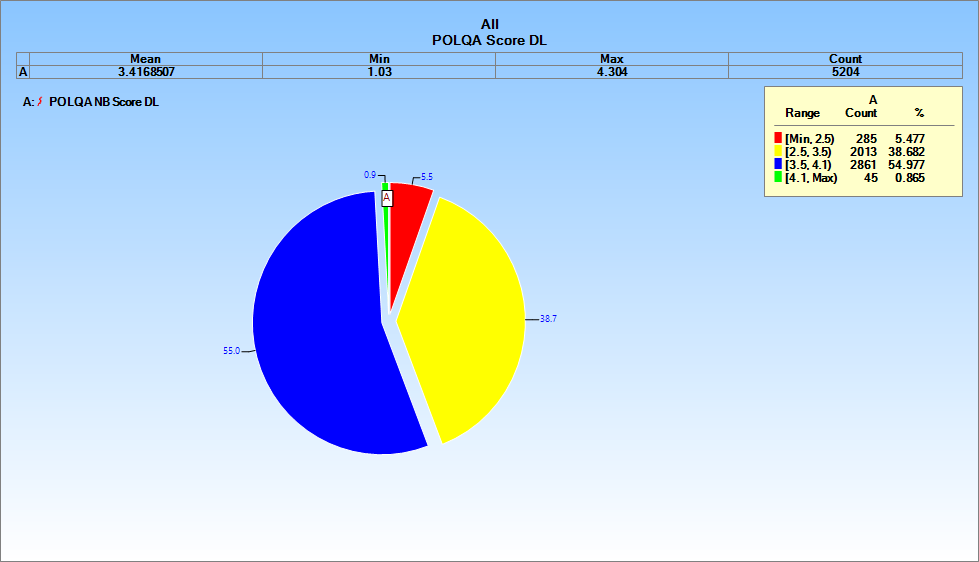 All
POLQA Score DL
Mean Min Max Count
A 3.4168507 1.03 4.304 5204
A: POLQA NB Score DL
A
Range Count %
[Min, 2.5) 285 5.477
[2.5, 3.5) 2013 38.682
[3.5, 4.1) 2861 54.977
[4.1, Max) 45 0.865
0.9
5.5
A
38.7
55.0